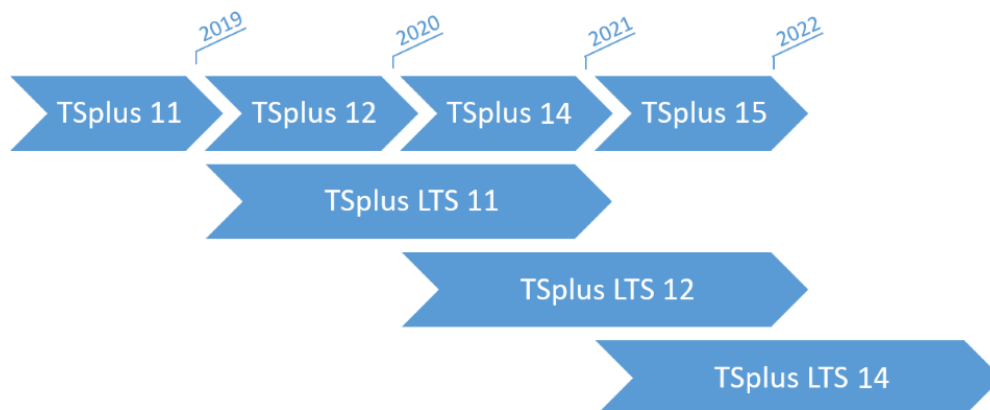 2019
2020
2021
2022
TSplus 11
TSplus 12
TSplus 14
TSplus 15
TSplus LTS 11
TSplus LTS 12
TSplus LTS 14